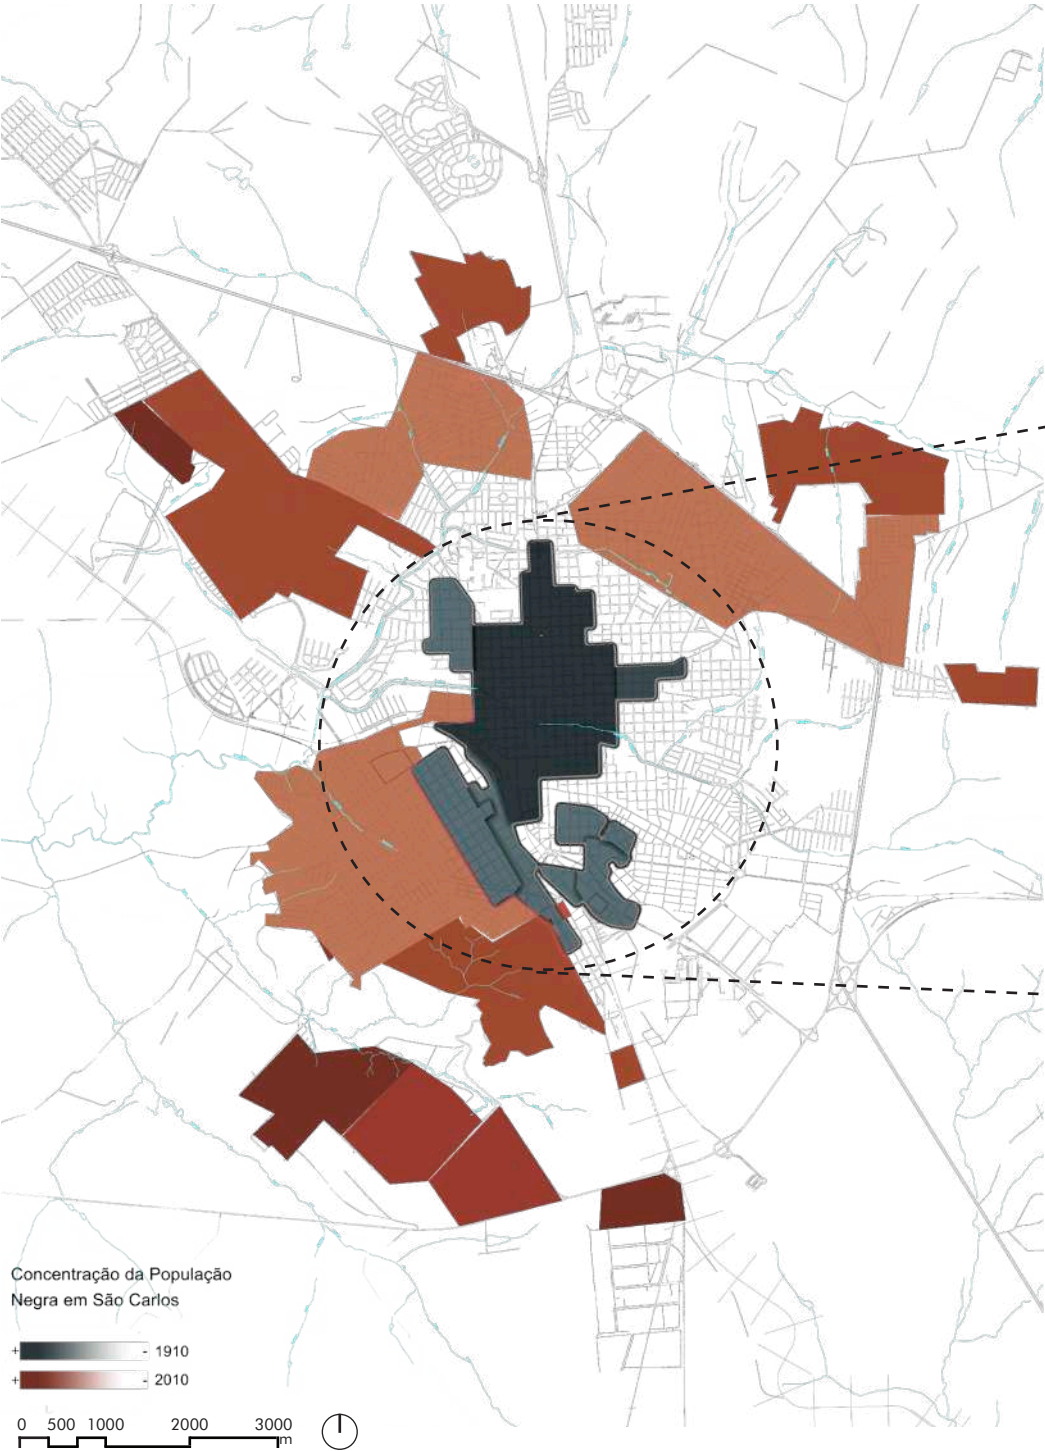 Concentração da População
Negra em São Carlos
+ - 1910
+ - 2010
0 500 1000 2000 3000
m